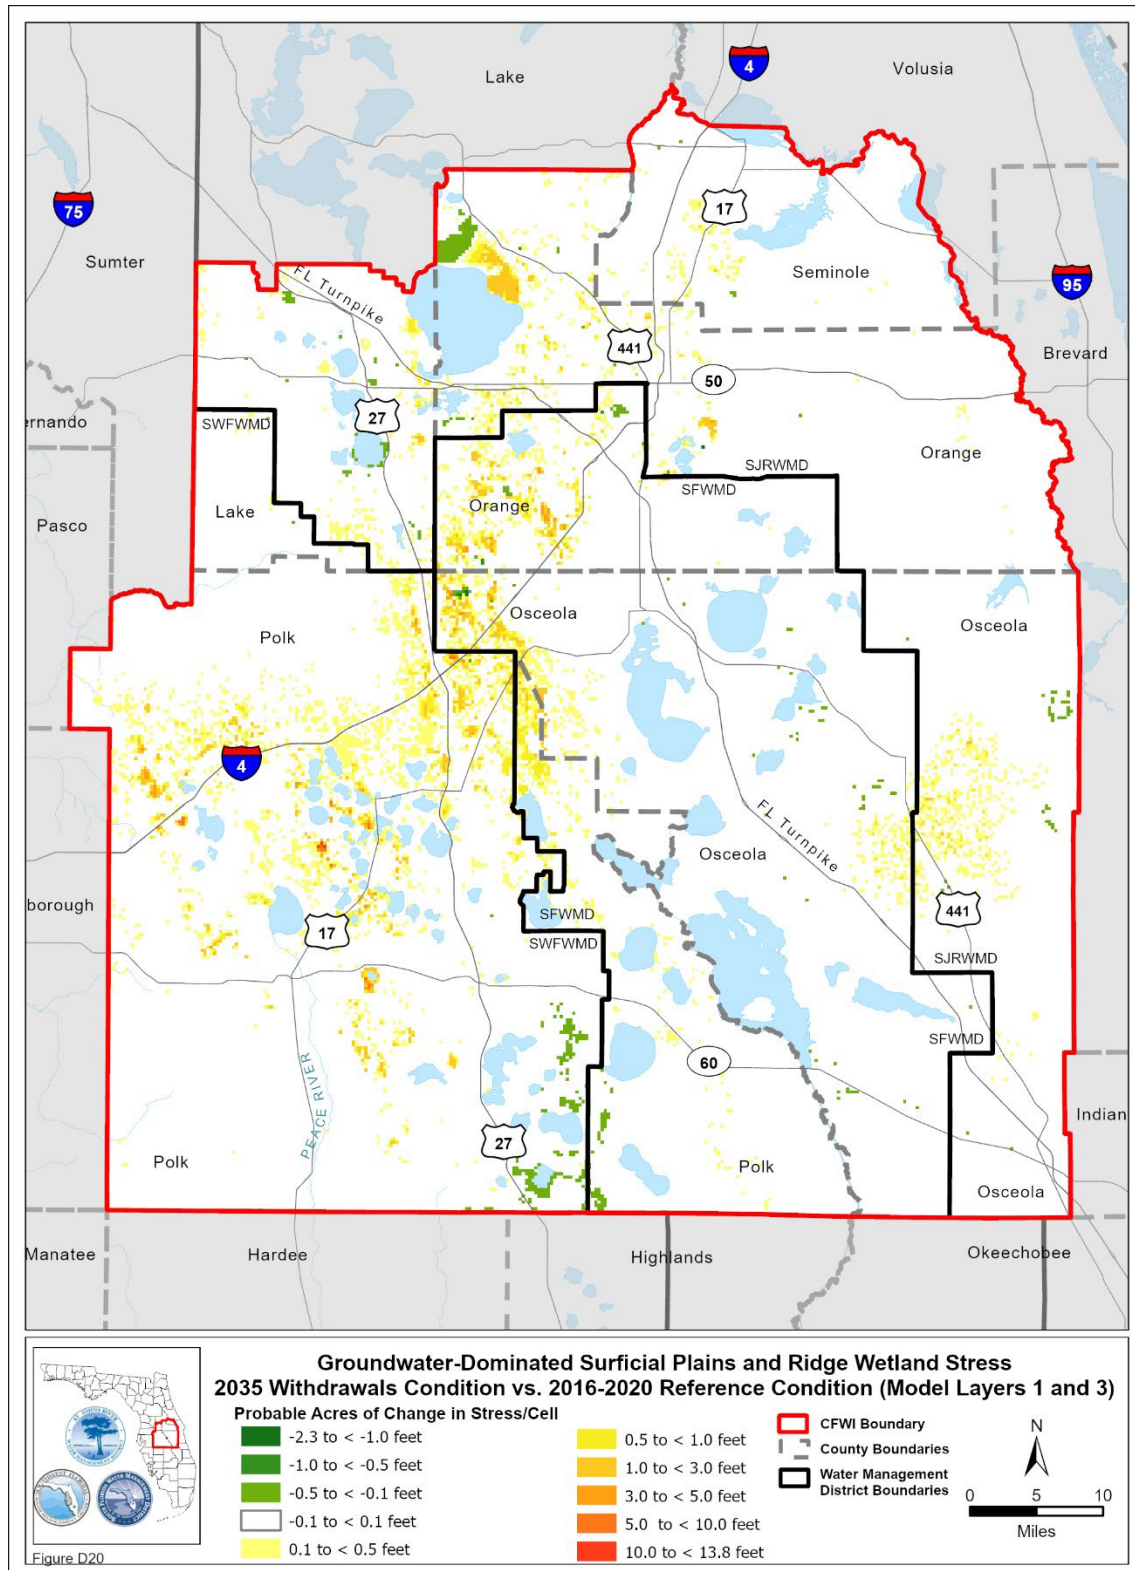 Lake
Volusia
4
75
17
Sumter
Seminole
FL Turnpike
95
441
Brevard
50
27
ernando
SWFWMD
Orange
SJRWMD
SFWMD
Lake
Orange
Pasco
Polk
Osceola
Osceola
4
FL Turnpike
Osceola
borough
441
SFWMD
17
SWFWMD
SJRWMD
SFWMD
60
PEACE RIVER
Indian
27
Polk
Polk
Osceola
Manatee
Hardee
Highlands
Okeechobee
Groundwater-Dominated Surficial Plains and Ridge Wetland Stress
2035 Withdrawals Condition vs. 2016-2020 Reference Condition (Model Layers 1 and 3)
Probable Acres of Change in Stress/Cell
-2.3 to < -1.0 feet
-1.0 to < -0.5 feet
-0.5 to < -0.1 feet
-0.1 to < 0.1 feet
0.1 to < 0.5 feet
0.5 to < 1.0 feet
1.0 to < 3.0 feet
3.0 to < 5.0 feet
5.0 to < 10.0 feet
10.0 to < 13.8 feet
CFWI Boundary
County Boundaries
Water Management
District Boundaries
N
0 5 10
Miles
Figure D20